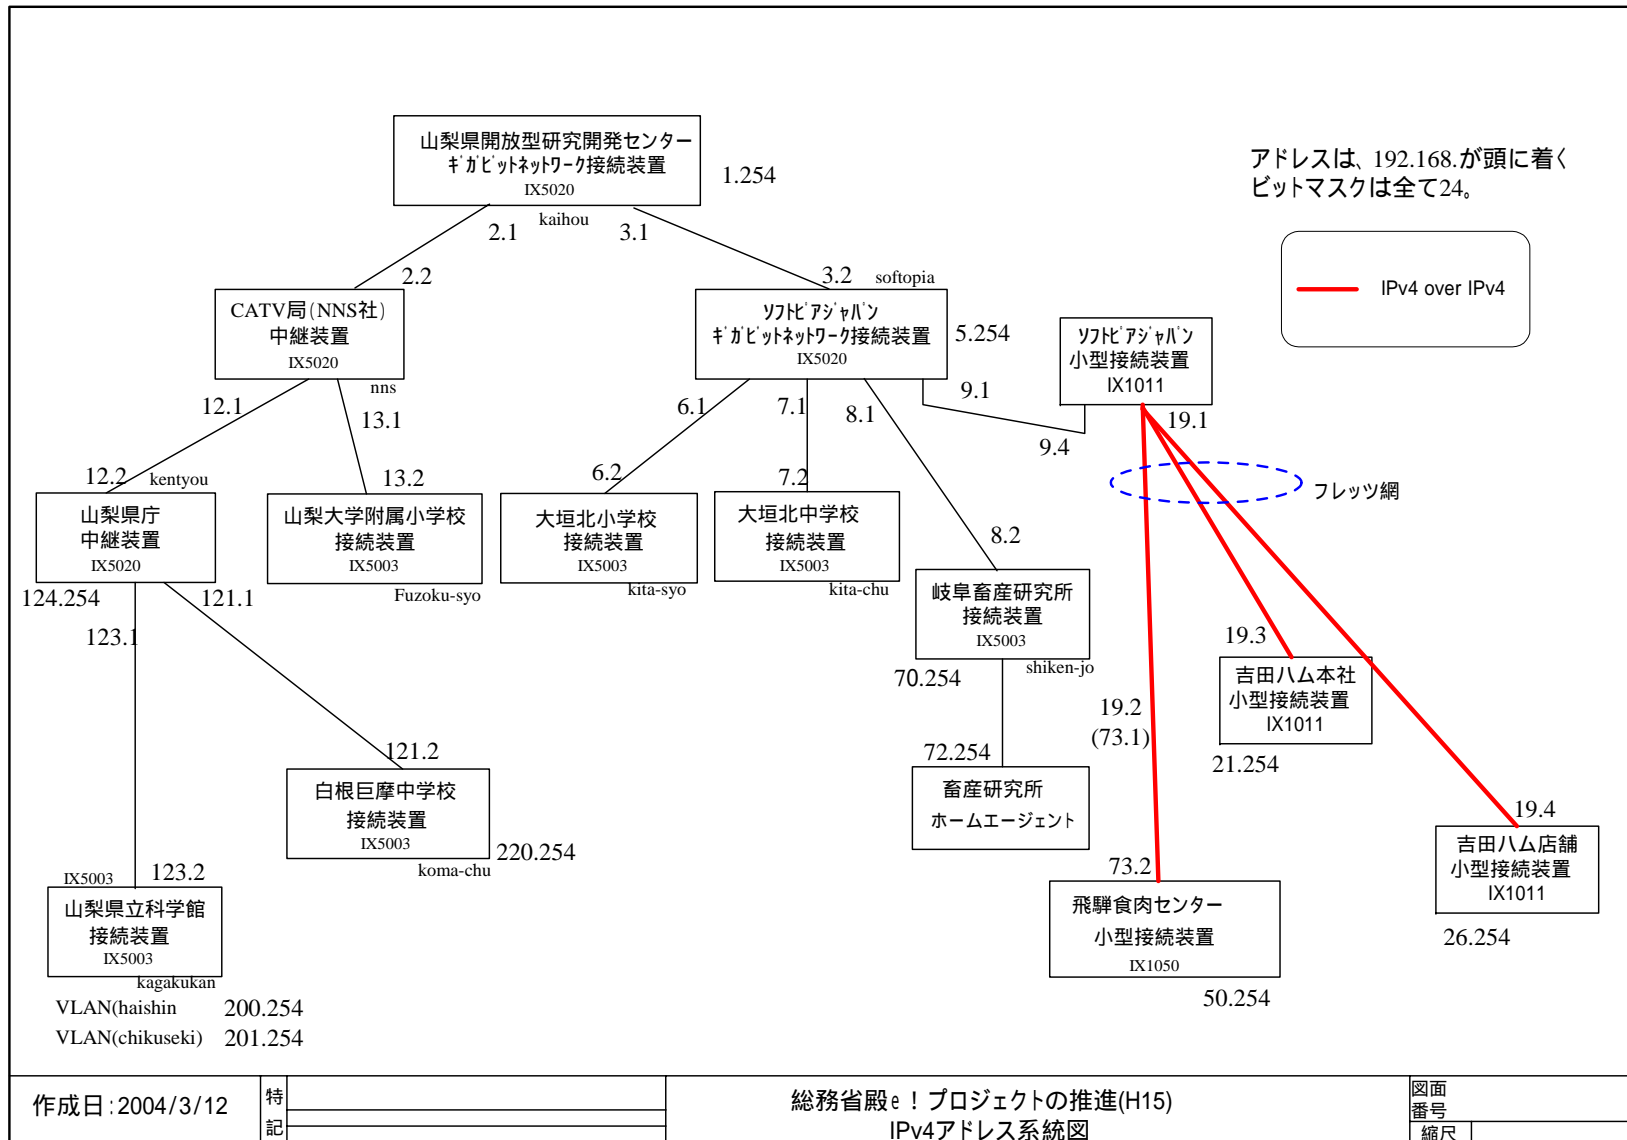 山梨県開放型研究開発センター
ｷﾞｶﾞﾋﾞｯﾄﾈｯﾄﾜｰｸ接続装置
IX5020
1.254
kaihou
2.1
3.1
アドレスは、192.168.が頭に着く
ビットマスクは全て24。
IPv4 over IPv4
2.2
3.2
softopia
CATV局(NNS社)
中継装置
IX5020
nns
ｿﾌﾄﾋﾟｱｼﾞｬﾊﾟﾝ
ｷﾞｶﾞﾋﾞｯﾄﾈｯﾄﾜｰｸ接続装置
IX5020
5.254
ｿﾌﾄﾋﾟｱｼﾞｬﾊﾟﾝ
小型接続装置
IX1011
12.1
13.1
6.1
7.1
8.1
9.1
9.4
19.1
フレッツ網
12.2
kentyou
13.2
6.2
7.2
8.2
山梨県庁
中継装置
IX5020
山梨大学附属小学校
接続装置
IX5003
Fuzoku-syo
大垣北小学校
接続装置
IX5003
kita-syo
大垣北中学校
接続装置
IX5003
kita-chu
岐阜畜産研究所
接続装置
IX5003
shiken-jo
124.254
121.1
123.1
70.254
19.3
吉田ハム本社
小型接続装置
IX1011
21.254
19.2
(73.1)
121.2
72.254
白根巨摩中学校
接続装置
IX5003
koma-chu
220.254
畜産研究所
ホームエージェント
19.4
吉田ハム店舗
小型接続装置
IX1011
26.254
73.2
飛騨食肉センター
小型接続装置
IX1050
50.254
IX5003
123.2
山梨県立科学館
接続装置
IX5003
kagakukan
VLAN(haishin
200.254
VLAN(chikuseki)
201.254
作成日:2004/3/12
特
記
総務省殿e！プロジェクトの推進(H15)
IPv4アドレス系統図
図面
番号
縮尺